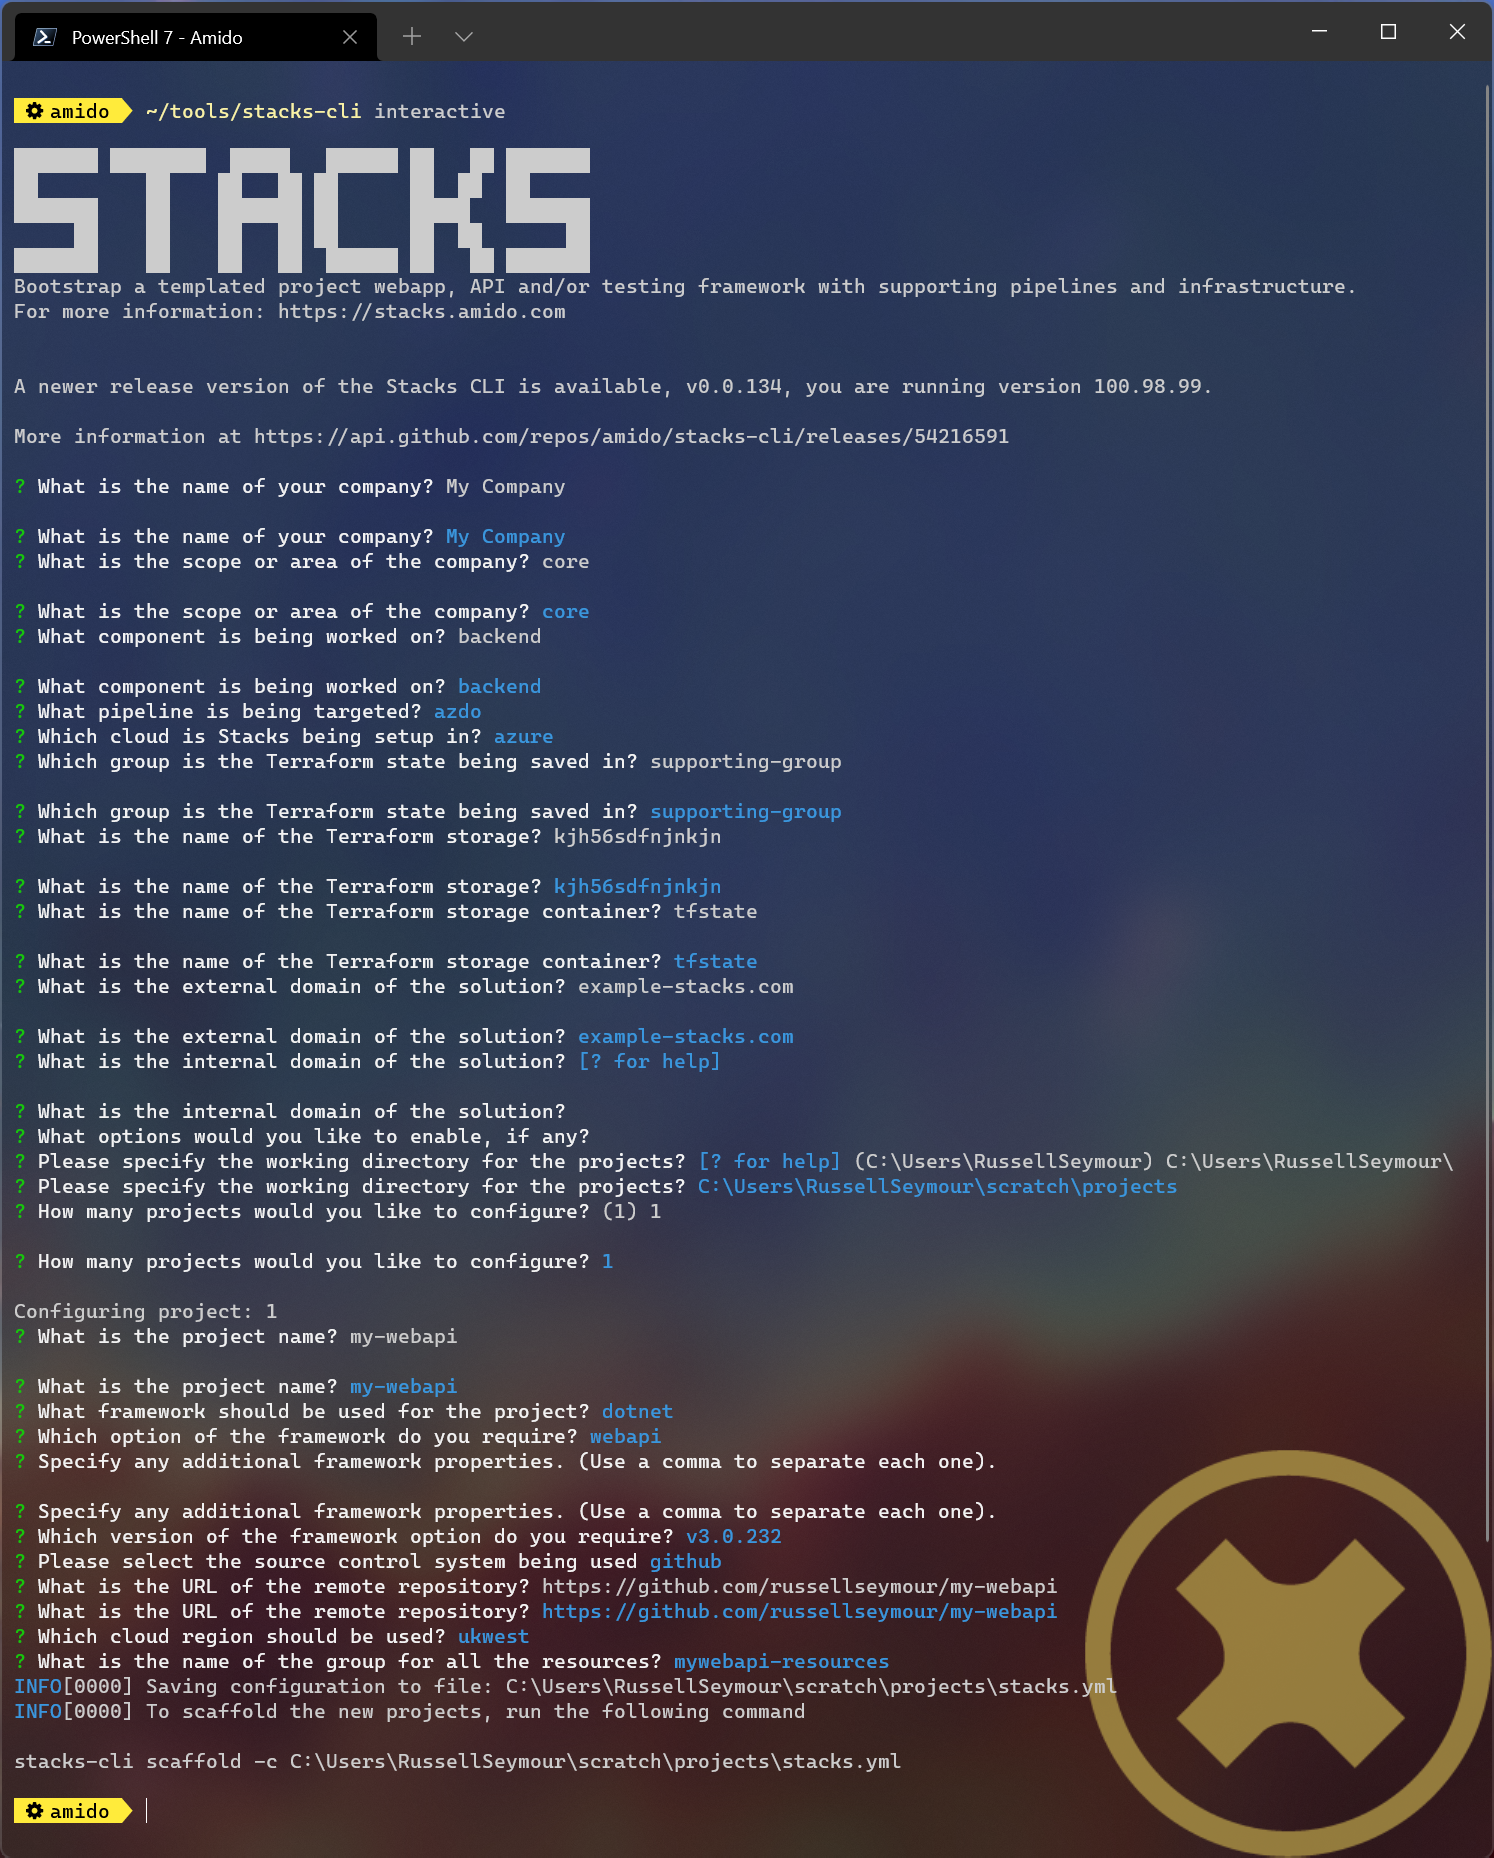 PowerShell 7 - Amido
amido ~/tools/stacks-cli interactive
STACKS
Bootstrap a templated project webapp, API and/or testing framework with supporting pipelines and infrastructure.
For more information: https://stacks.amido.com
A newer release version of the Stacks CLI is available, v0.0.134, you are running version 100.98.99.
More information at https://api.github.com/repos/amido/stacks-cli/releases/54216591
? What is the name of your company? My Company
? What is the name of your company? My Company
? What is the scope or area of the company? core
? What is the scope or area of the company? core
? What component is being worked on? backend
? What component is being worked on? backend
? What pipeline is being targeted? azdo
? Which cloud is Stacks being setup in? azure
? Which group is the Terraform state being saved in? supporting-group
? Which group is the Terraform state being saved in? supporting-group
? What is the name of the Terraform storage? kjh56sdfnjnkjn
? What is the name of the Terraform storage? kjh56sdfnjnkjn
? What is the name of the Terraform storage container? tfstate
? What is the name of the Terraform storage container? tfstate
? What is the external domain of the solution? example-stacks.com
? What is the external domain of the solution? example-stacks.com
? What is the internal domain of the solution? [? for help]
? What is the internal domain of the solution?
? What options would you like to enable, if any?
? Please specify the working directory for the projects? [? for help] (C:\Users\RussellSeymour) C:\Users\RussellSeymour\
? Please specify the working directory for the projects? C:\Users\RussellSeymour\scratch\projects
? How many projects would you like to configure? (1) 1
? How many projects would you like to configure? 1
Configuring project: 1
? What is the project name? my-webapi
? What is the project name? my-webapi
? What framework should be used for the project? dotnet
? Which option of the framework do you require? webapi
? Specify any additional framework properties. (Use a comma to separate each one).
? Specify any additional framework properties. (Use a comma to separate each one).
? Which version of the framework option do you require? v3.0.232
? Please select the source control system being used github
? What is the URL of the remote repository? https://github.com/russellseymour/my-webapi
? What is the URL of the remote repository? https://github.com/russellseymour/my-webapi
? Which cloud region should be used? ukwest
? What is the name of the group for all the resources? mywebapi-resources
INFO[0000] Saving configuration to file: C:\Users\RussellSeymour\scratch\projects\stacks.yml
INFO[0000] To scaffold the new projects, run the following command
stacks-cli scaffold -c C:\Users\RussellSeymour\scratch\projects\stacks.yml
amido